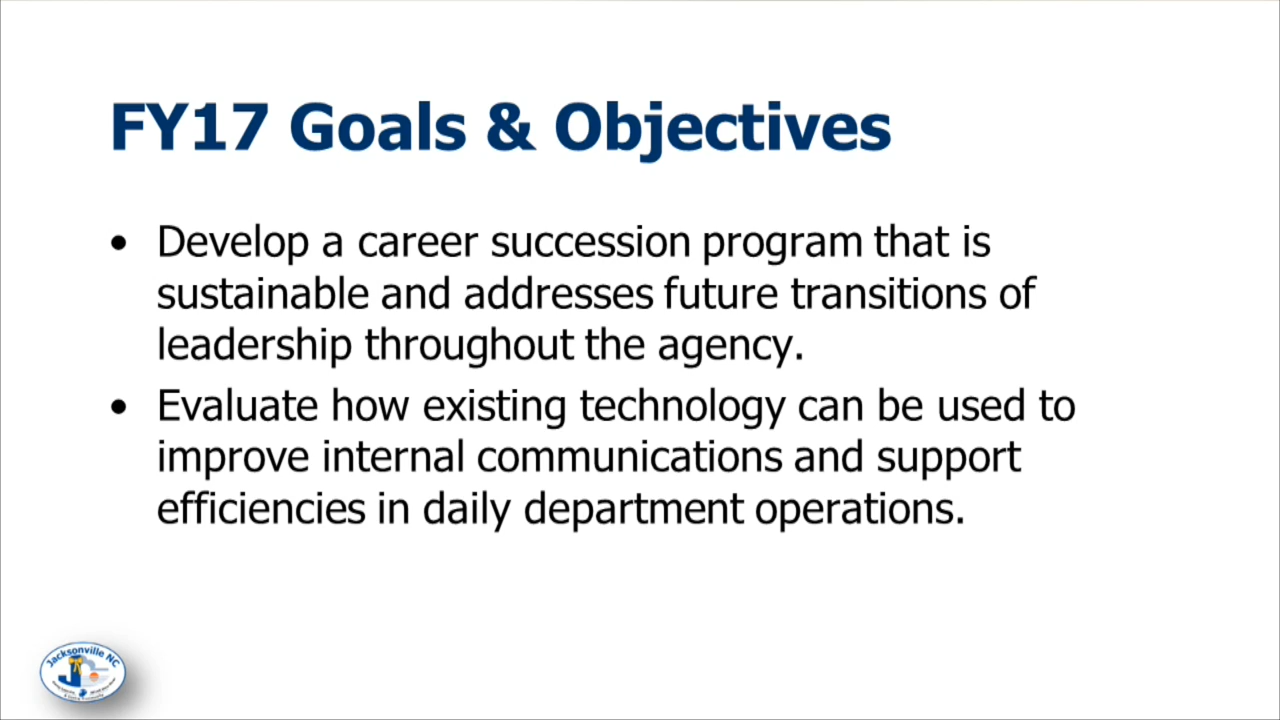 FY17 Goals & Objectives
• Develop a career succession program that is
sustainable and addresses future transitions of
leadership throughout the agency.
• Evaluate how existing technology can be used to
improve internal communications and support
efficiencies in daily department operations.
Jacksonville NC